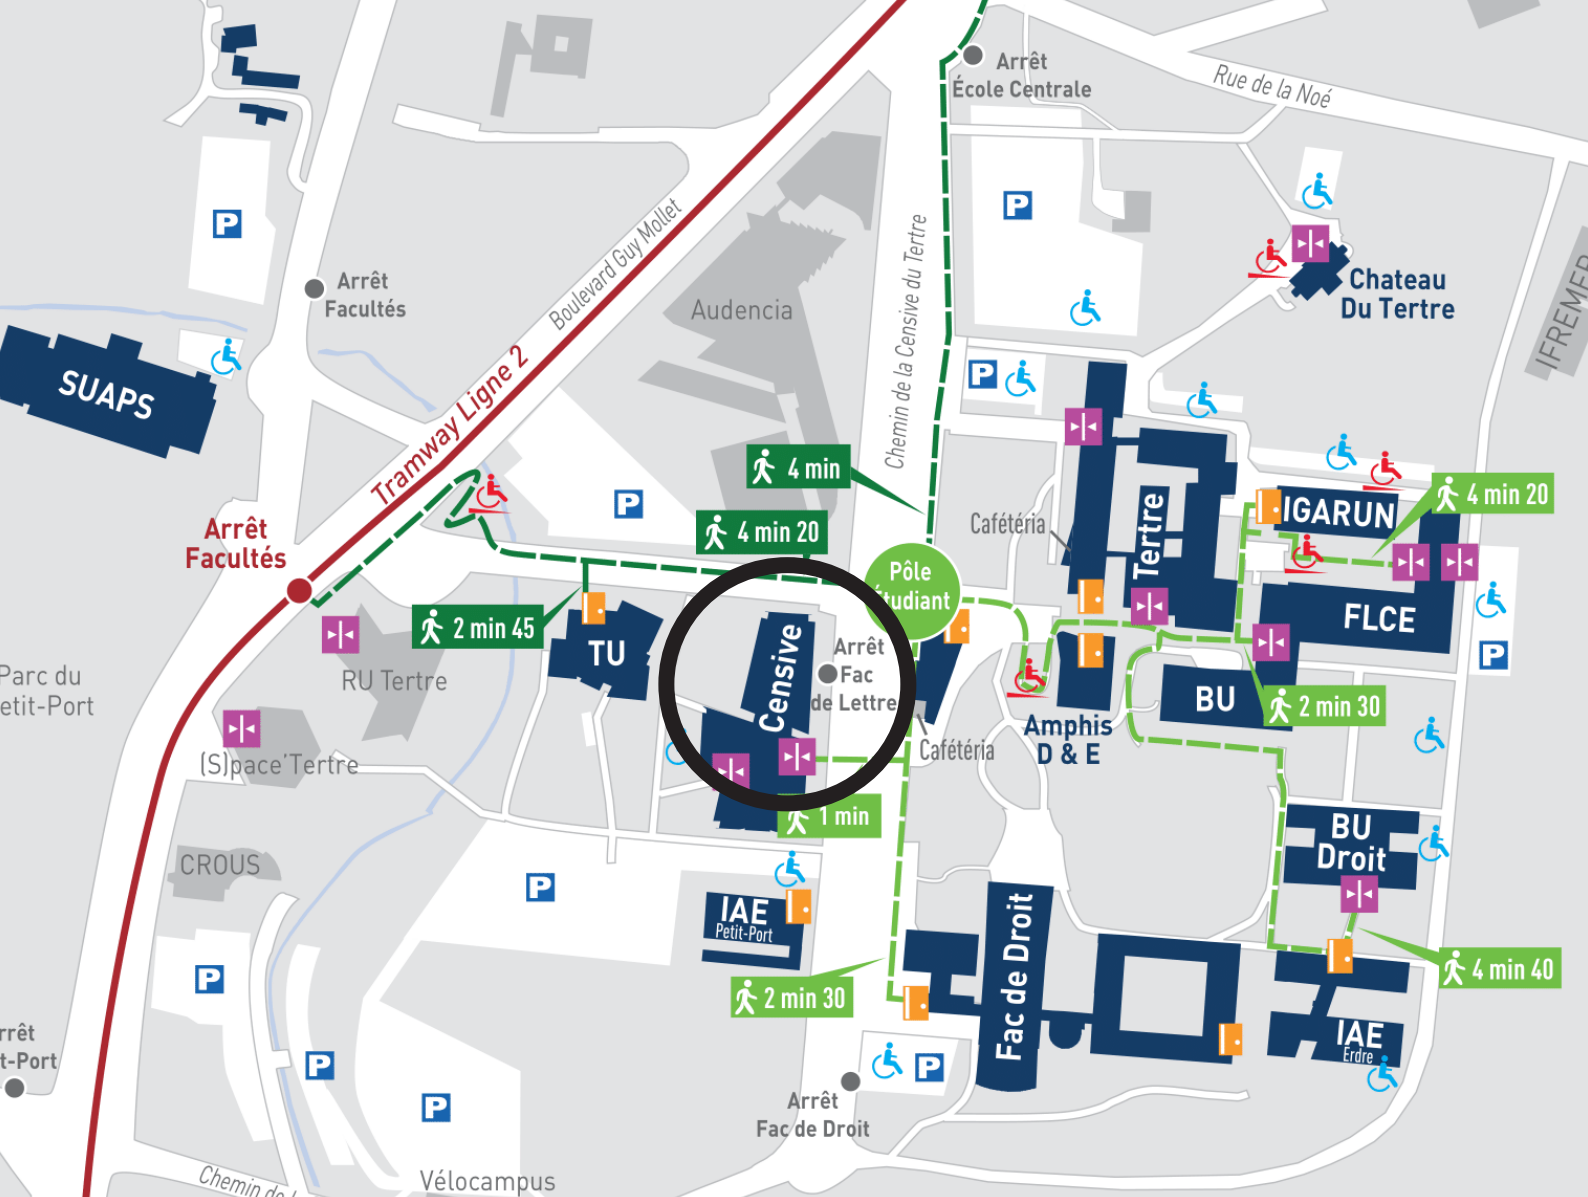 Arrêt
École Centrale
Rue de la Noé
P
P
Arrêt
Facultés
Boulevard Guy Mollet
Audencia
Chemin de la Censive du Tertre
Chateau
Du Tertre
IFREMER
SUAPS
Tramway Ligne 2
P
4 min
P
4 min 20
Cafétéria
Tertre
IGARUN
4 min 20
Arrêt
Facultés
Pôle
Étudiant
2 min 45
TU
FLCE
P
Parc du
etit-Port
RU Tertre
Censive
Arrêt
Fac
de Lettre
BU
2 min 30
Amphis
D & E
Cafétéria
(S)pace'Tertre
1 min
BU
Droit
CROUS
P
IAE
Petit-Port
Fac de Droit
4 min 40
P
2 min 30
IAE
Erdre
rrêt
t-Port
P
P
P
Arrêt
Fac de Droit
Vélocampus
Chemin de l